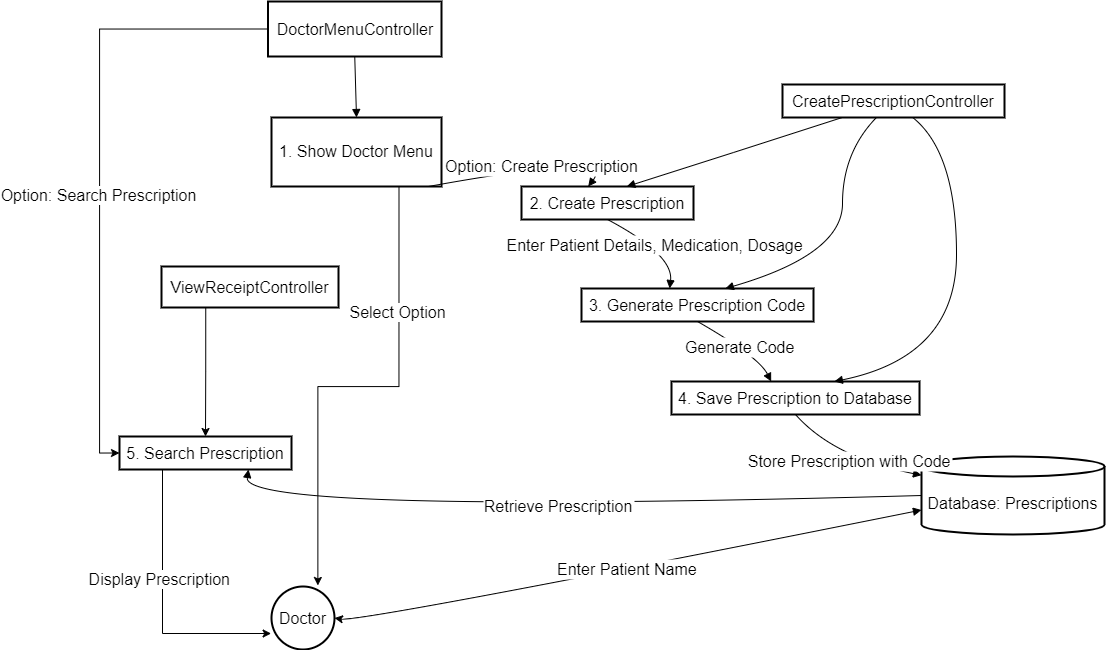 DoctorMenuController
CreatePrescriptionController
1. Show Doctor Menu
Option: Create Prescription
Option: Search Prescription
2. Create Prescription
Enter Patient Details, Medication, Dosage
ViewReceiptController
3. Generate Prescription Code
Select Option
Generate Code
4. Save Prescription to Database
5. Search Prescription
Store Prescription with Code
Database: Prescriptions
Retrieve Prescription
Enter Patient Name
Display Prescription
Doctor